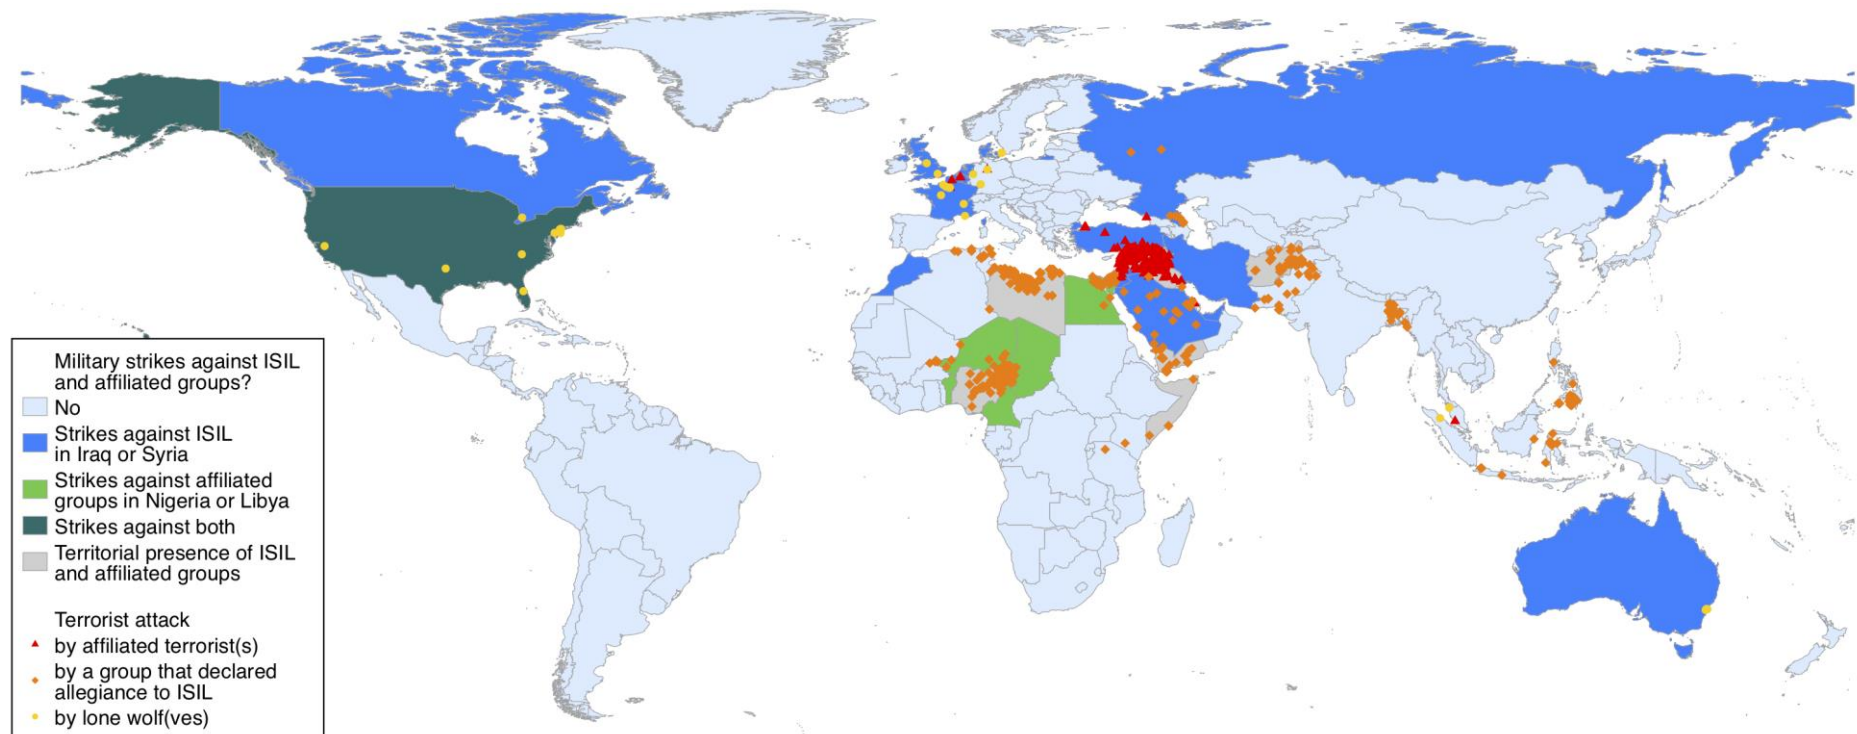 Military strikes against ISIL
and affiliated groups?
No
Strikes against ISIL
in Iraq or Syria
Strikes against affiliated
groups in Nigeria or Libya
Strikes against both
Territorial presence of ISIL
and affiliated groups
Terrorist attack
by affiliated terrorist(s)
by a group that declared
allegiance to ISIL
by lone wolf(ves)